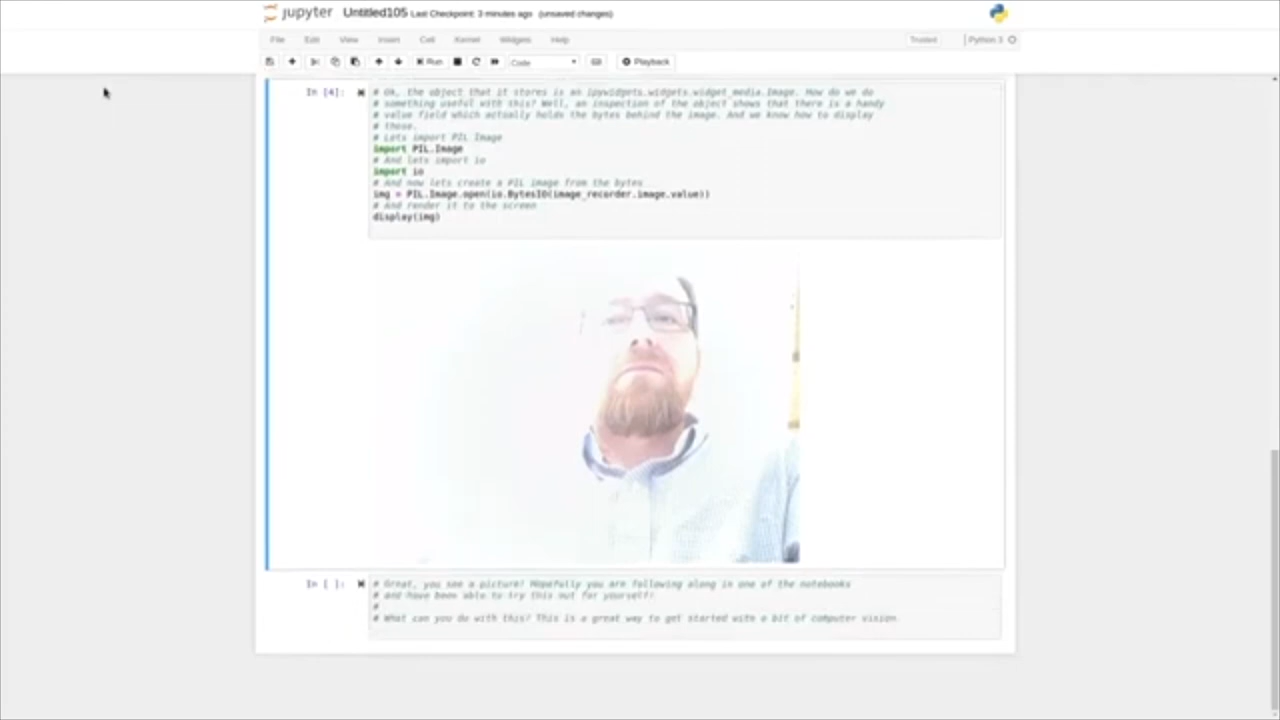 jupyter Untitled105 Last Checkpoint: 3 minutes ago (unsaved changes)
File Edit View Insert Cell Kernel Widgets Help Trusted Python 3
Run Code Playback
In [4]: # Ok, the object that it stores is an ipywidgets.widgets.widget_media.Image. How do we do
# something useful with this? Well, an inspection of the object shows that there is a handy
# value field which actually holds the bytes behind the image. And we know how to display
# those.
# Lets import PIL Image
import PIL.Image
# And lets import io
import io
# And now lets create a PIL image from the bytes
img = PIL.Image.open(io.BytesIO(image_recorder.image.value))
# And render it to the screen
display(img)
In [ ]: # Great, you see a picture! Hopefully you are following along in one of the notebooks
# and have been able to try this out for yourself!
#
# What can you do with this? This is a great way to get started with a bit of computer vision